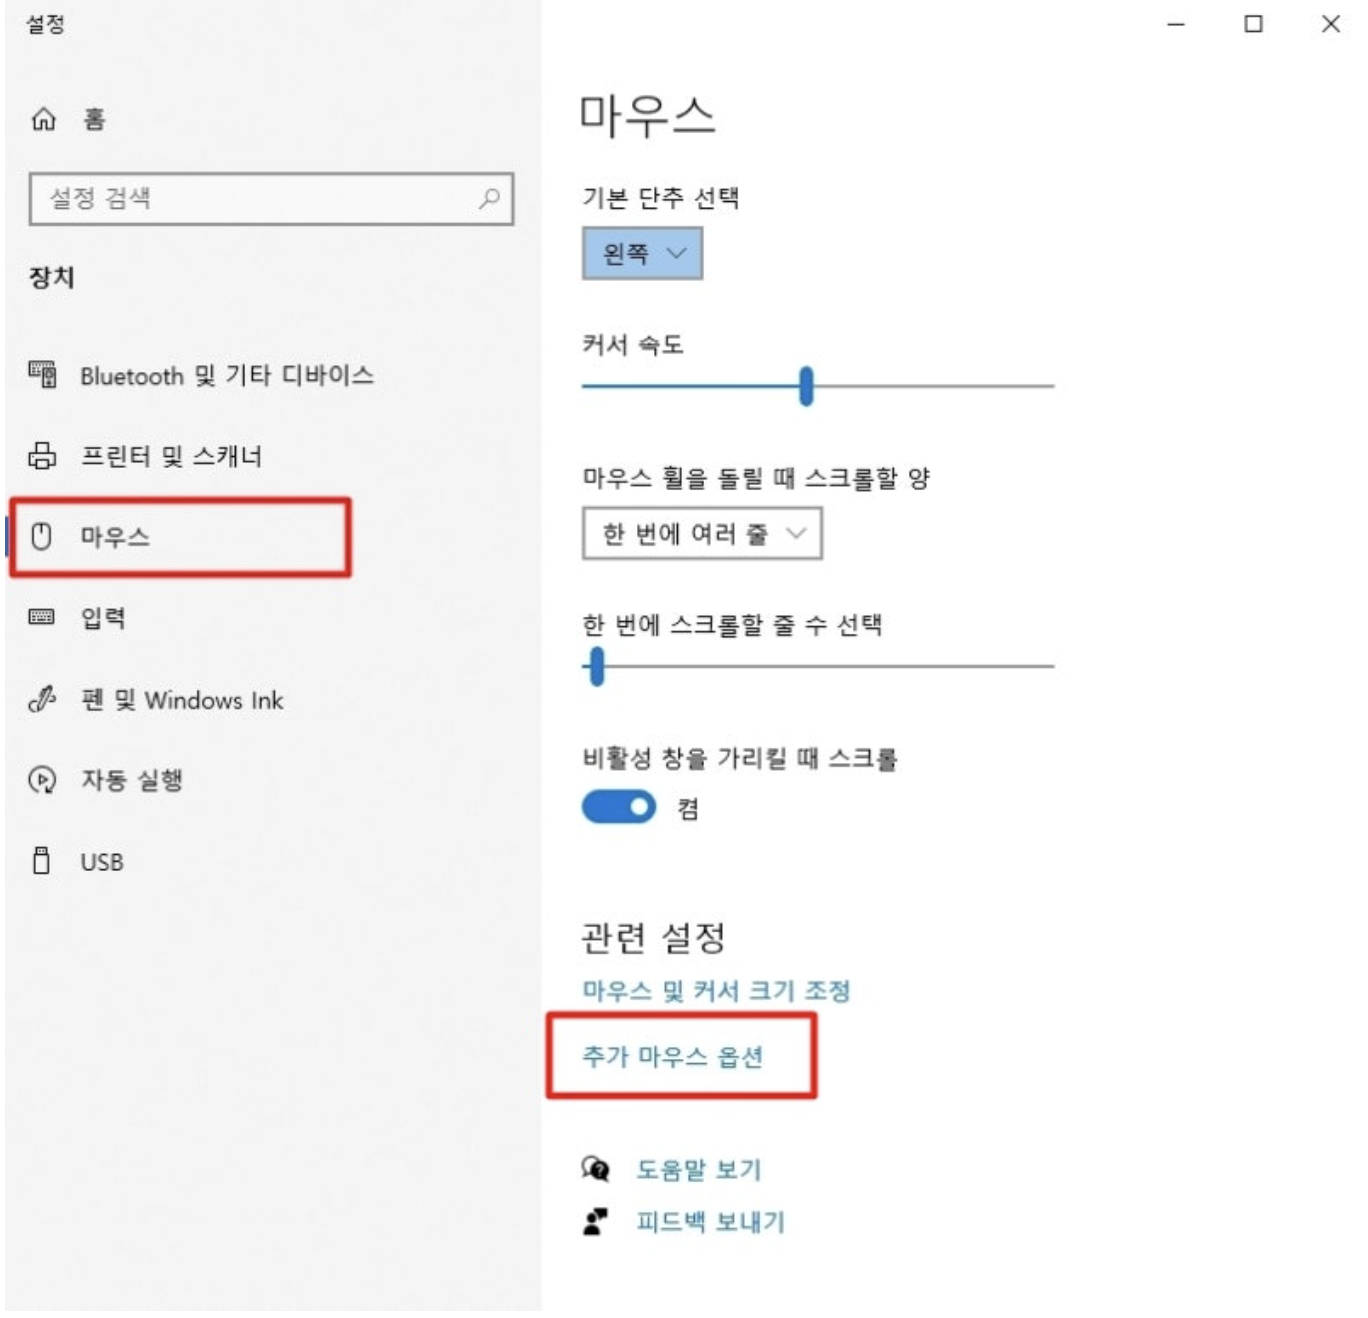 설정
홈
설정 검색
장치
Bluetooth 및 기타 디바이스
프린터 및 스캐너
마우스
입력
펜 및 Windows Ink
자동 실행
USB
마우스
기본 단추 선택
왼쪽
커서 속도
마우스 휠을 돌릴 때 스크롤할 양
한 번에 여러 줄
한 번에 스크롤할 줄 수 선택
비활성 창을 가리킬 때 스크롤
켬
관련 설정
마우스 및 커서 크기 조정
추가 마우스 옵션
도움말 보기
피드백 보내기